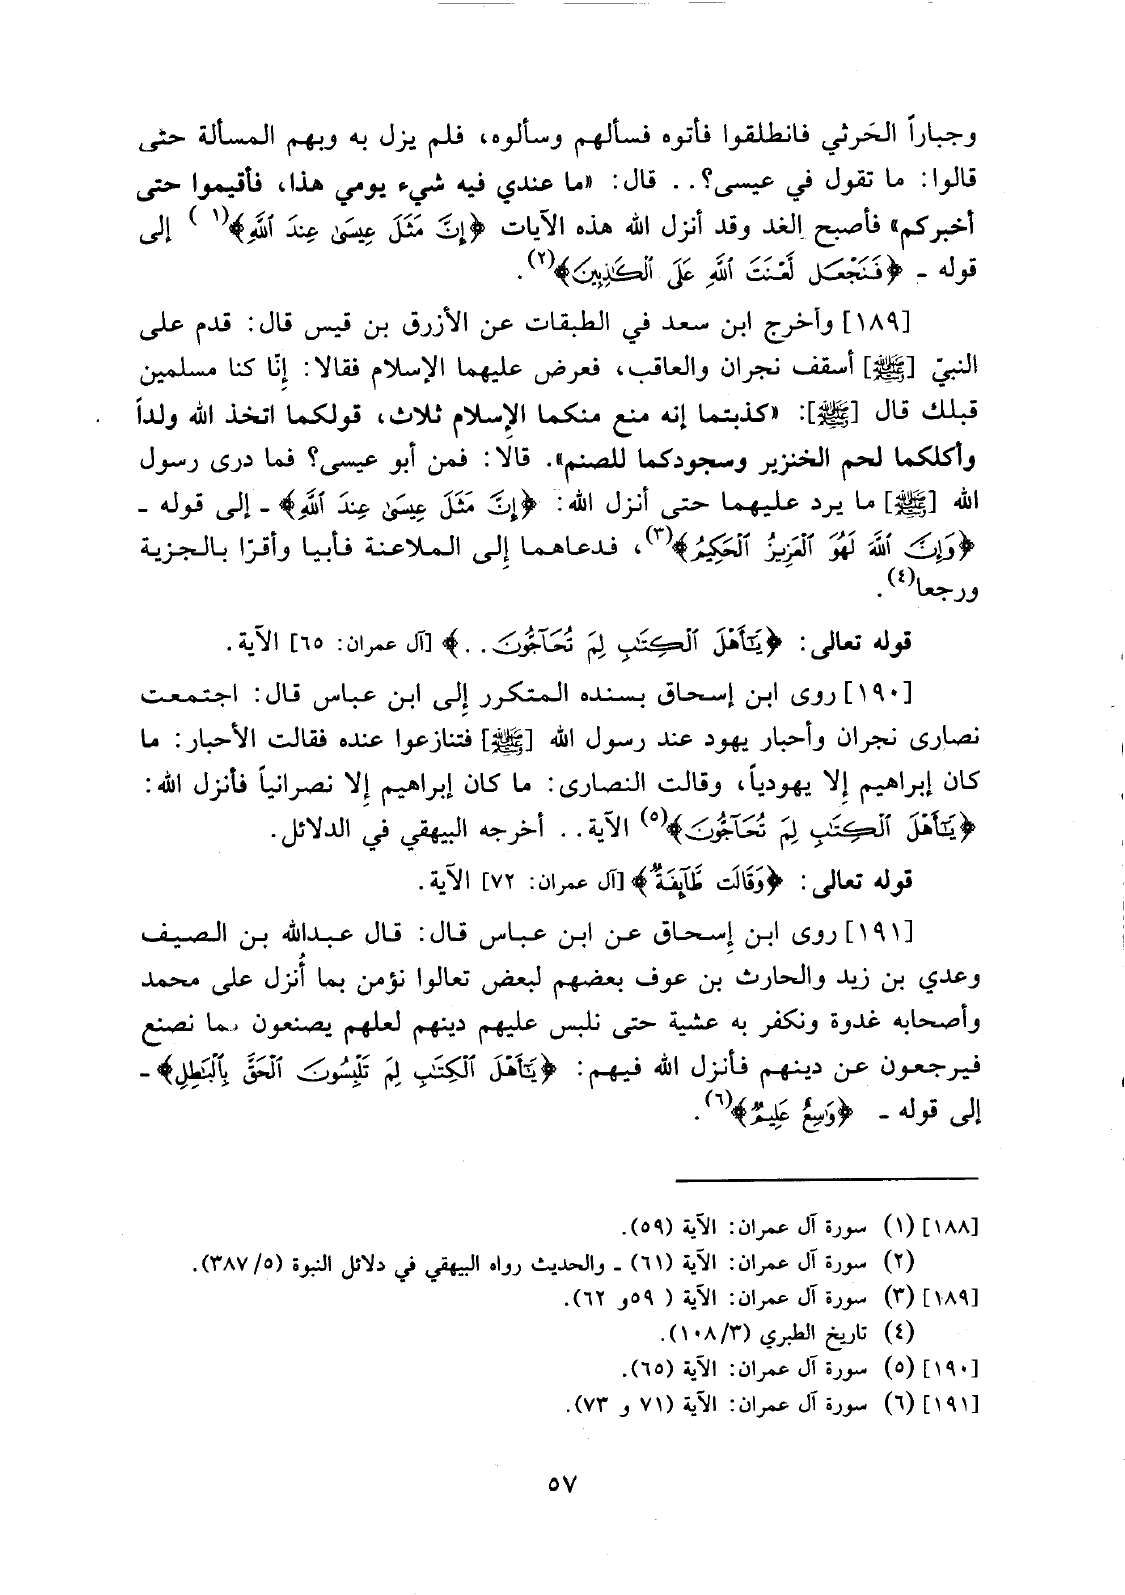 وجباراً الحَرثي فانطلقوا فأتوه فسألهم وسألوه، فلم يزل به وبهم المسألة حتى
قالوا: ما تقول في عيسى؟.. قال: «ما عندي فيه شيء يومي هذا، فأقيموا حتى
أخبركم» فأصبح الغد وقد أنزل الله هذه الآيات ﴿إِنَّ مَثَلَ عِيسَىٰ عِندَ ٱللَّهِ﴾(١) إلى
قوله ـ ﴿فَنَجْعَل لَّعْنَتَ ٱللَّهِ عَلَى ٱلْكَٰذِبِينَ﴾(٢).
[١٨٩] وأخرج ابن سعد في الطبقات عن الأزرق بن قيس قال: قدم على
النبيّ [ﷺ] أسقف نجران والعاقب، فعرض عليهما الإسلام فقالا: إِنّا كنا مسلمين
قبلك قال [ﷺ]: «كذبتما إنه منع منكما الإِسلام ثلاث، قولكما اتخذ الله ولداً
وأكلكما لحم الخنزير وسجودكما للصنم». قالا: فمن أبو عيسى؟ فما درى رسول
الله [ﷺ] ما يرد عليهما حتى أنزل الله: ﴿إِنَّ مَثَلَ عِيسَىٰ عِندَ ٱللَّهِ﴾ ـ إلى قوله ـ
﴿وَإِنَّ ٱللَّهَ لَهُوَ ٱلْعَزِيزُ ٱلْحَكِيمُ﴾(٣)، فدعاهما إِلى الملاعنة فأبيا وأقرّا بالجزية
ورجعا(٤).
قوله تعالى: ﴿يَٰٓأَهْلَ ٱلْكِتَٰبِ لِمَ تُحَآجُّونَ..﴾ [آل عمران: ٦٥] الآية.
[١٩٠] روى ابن إسحاق بسنده المتكرر إِلى ابن عباس قال: اجتمعت
نصارى نجران وأحبار يهود عند رسول الله [ﷺ] فتنازعوا عنده فقالت الأحبار: ما
كان إبراهيم إِلا يهودياً، وقالت النصارى: ما كان إبراهيم إِلا نصرانياً فأنزل الله:
﴿يَٰٓأَهْلَ ٱلْكِتَٰبِ لِمَ تُحَآجُّونَ﴾(٥) الآية.. أخرجه البيهقي في الدلائل.
قوله تعالى: ﴿وَقَالَت طَّآئِفَةٌ﴾ [آل عمران: ٧٢] الآية.
[١٩١] روى ابن إِسحاق عن ابن عباس قال: قال عبدالله بن الصيف
وعدي بن زيد والحارث بن عوف بعضهم لبعض تعالوا نؤمن بما أُنزل على محمد
وأصحابه غدوة ونكفر به عشية حتى نلبس عليهم دينهم لعلهم يصنعون كما نصنع
فيرجعون عن دينهم فأنزل الله فيهم: ﴿يَٰٓأَهْلَ ٱلْكِتَٰبِ لِمَ تَلْبِسُونَ ٱلْحَقَّ بِٱلْبَٰطِلِ﴾ ـ
إلى قوله ـ ﴿وَٰسِعٌ عَلِيمٌ﴾(٦).
[١٨٨] (١) سورة آل عمران: الآية (٥٩).
(٢) سورة آل عمران: الآية (٦١) ـ والحديث رواه البيهقي في دلائل النبوة (٣٨٧/٥).
[١٨٩] (٣) سورة آل عمران: الآية ( ٥٩و ٦٢).
(٤) تاريخ الطبري (١٠٨/٣).
[١٩٠] (٥) سورة آل عمران: الآية (٦٥).
[١٩١] (٦) سورة آل عمران: الآية (٧١ و ٧٣).
٥٧